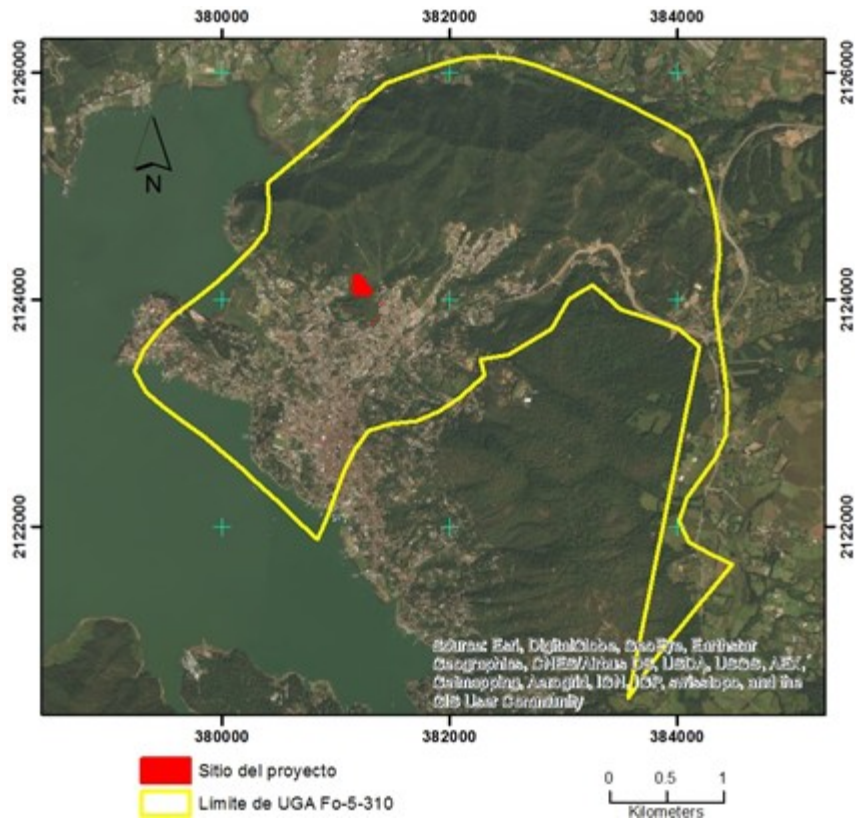 380000 382000 384000
2126000 2126000
N
2124000 2124000
2122000 2122000
Source: Esri, DigitalGlobe, GeoEye, Earthstar
Geographics, CNES/Airbus DS, USDA, USGS, AEX,
Getmapping, Aerogrid, IGN, IGP, swisstopo, and the
GIS User Community
380000 382000 384000
Sitio del proyecto
Limite de UGA Fo-5-310
0 0.5 1
Kilometers